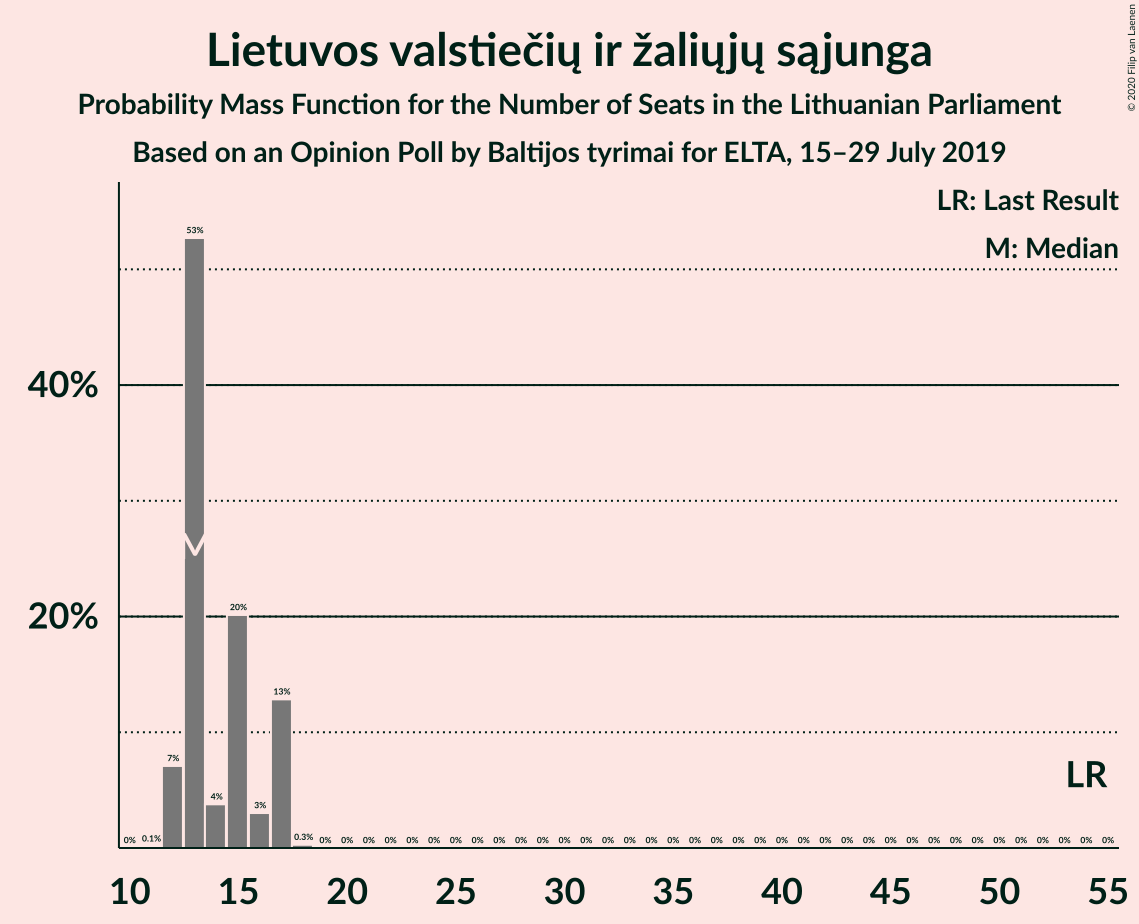 Lietuvos valstiečių ir žaliųjų sąjunga
Probability Mass Function for the Number of Seats in the Lithuanian Parliament
Based on an Opinion Poll by Baltijos tyrimai for ELTA, 15–29 July 2019
© 2020 Filip van Laenen
LR: Last Result
M: Median
53%
40%
20%
20%
13%
7%
LR
4%
3%
0% 0.1% 0.3% 0% 0% 0% 0% 0% 0% 0% 0% 0% 0% 0% 0% 0% 0% 0% 0% 0% 0% 0% 0% 0% 0% 0% 0% 0% 0% 0% 0% 0% 0% 0% 0% 0% 0% 0% 0% 0%
10 15 20 25 30 35 40 45 50 55